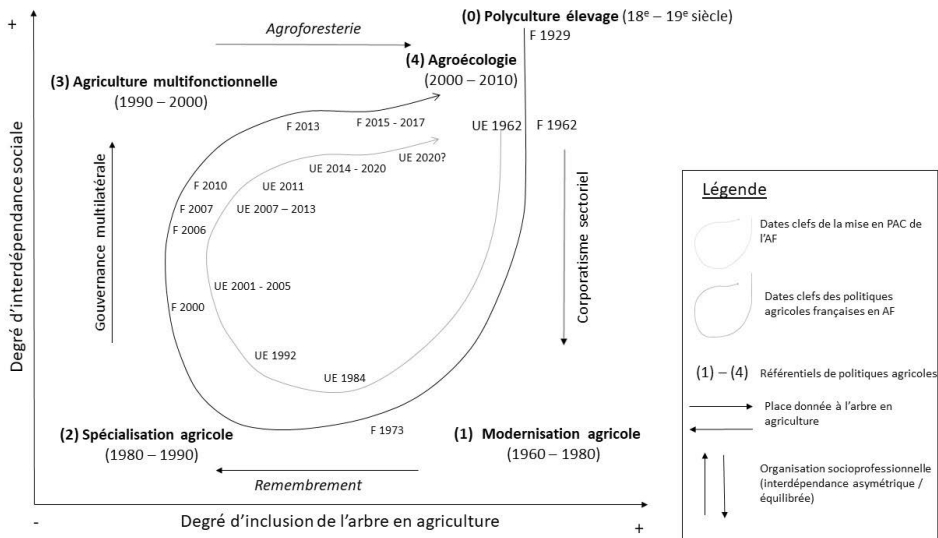 +
(0) Polyculture élevage (18e – 19e siècle)
F 1929
Agroforesterie
(4) Agroécologie
(2000 – 2010)
(3) Agriculture multifonctionnelle
(1990 – 2000)
F 2013
F 2015 - 2017
UE 1962
F 1962
UE 2020?
UE 2014 - 2020
F 2010
UE 2011
F 2007
UE 2007 – 2013
F 2006
UE 2001 - 2005
F 2000
UE 1992
UE 1984
F 1973
Degré d'interdépendance sociale
Gouvernance multilatérale
Corporatisme sectoriel
(2) Spécialisation agricole
(1980 – 1990)
(1) Modernisation agricole
(1960 – 1980)
Remembrement
-
Degré d'inclusion de l'arbre en agriculture
+
Légende
Dates clefs de la mise en PAC de
l'AF
Dates clefs des politiques
agricoles françaises en AF
(1) – (4) Référentiels de politiques agricoles
Place donnée à l'arbre en
agriculture
Organisation socioprofessionnelle
(interdépendance asymétrique /
équilibrée)